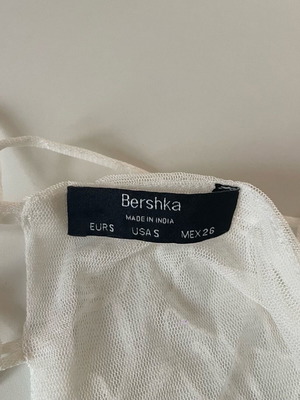 Bershka
MADE IN INDIA
EUR S USA S MEX 26